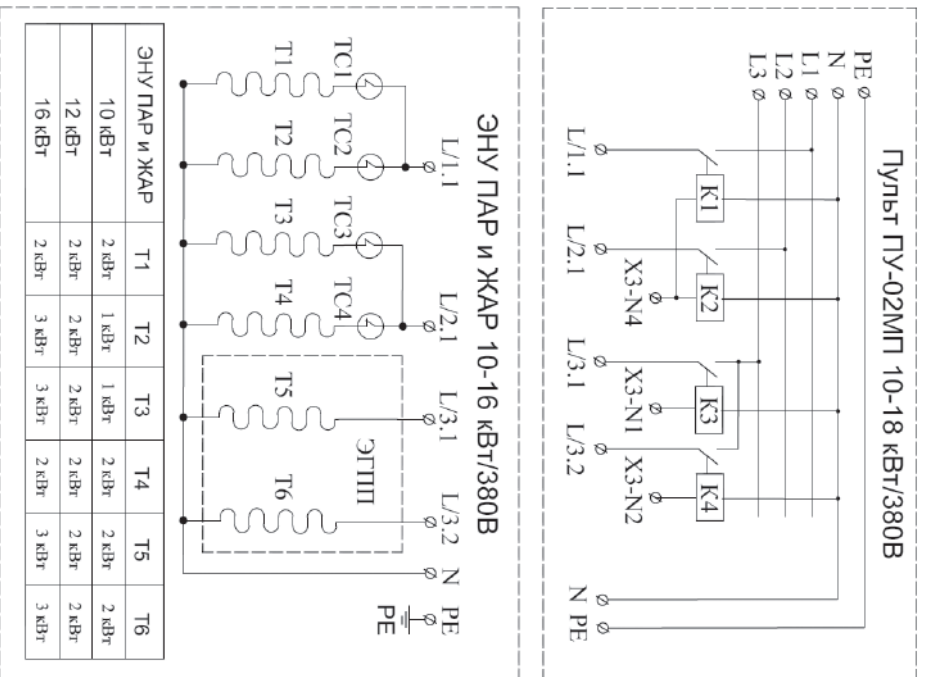 Пульт ПУ-02МП 10-18 кВт/380В
PE
N
L1
L2
L3
K1
K2
K3
K4
X3-N4
X3-N1
X3-N2
L/1.1
L/2.1
L/3.1
L/3.2
N
PE
ЭНУ ПАР и ЖАР 10-16 кВт/380В
L/1.1
L/2.1
L/3.1
L/3.2
N
PE
PE
TC1
TC2
TC3
TC4
ЭГПП
T1
T2
T3
T4
T5
T6
ЭНУ ПАР и ЖАР T1 T2 T3 T4 T5 T6
10 кВт 2 кВт 1 кВт 1 кВт 2 кВт 2 кВт 2 кВт
12 кВт 2 кВт 2 кВт 2 кВт 2 кВт 2 кВт 2 кВт
16 кВт 2 кВт 3 кВт 3 кВт 2 кВт 3 кВт 3 кВт